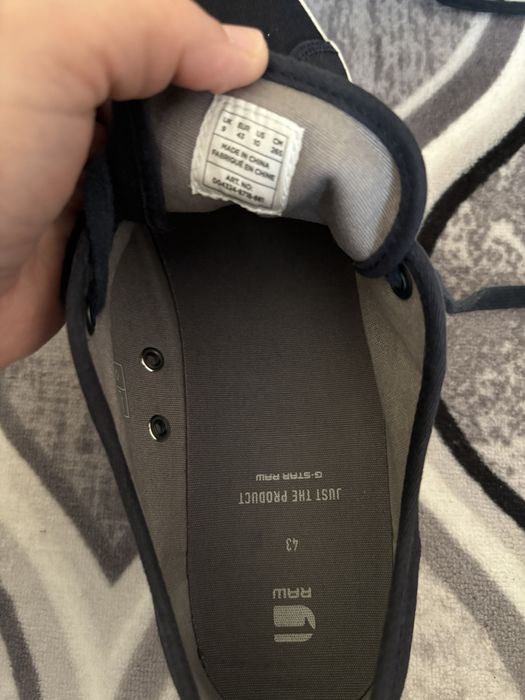 UK EUR US CM
9 43 10 265
MADE IN CHINA
FABRIQUÉ EN CHINE
ART. NO:
JUST THE PRODUCT
G-STAR RAW
43
RAW